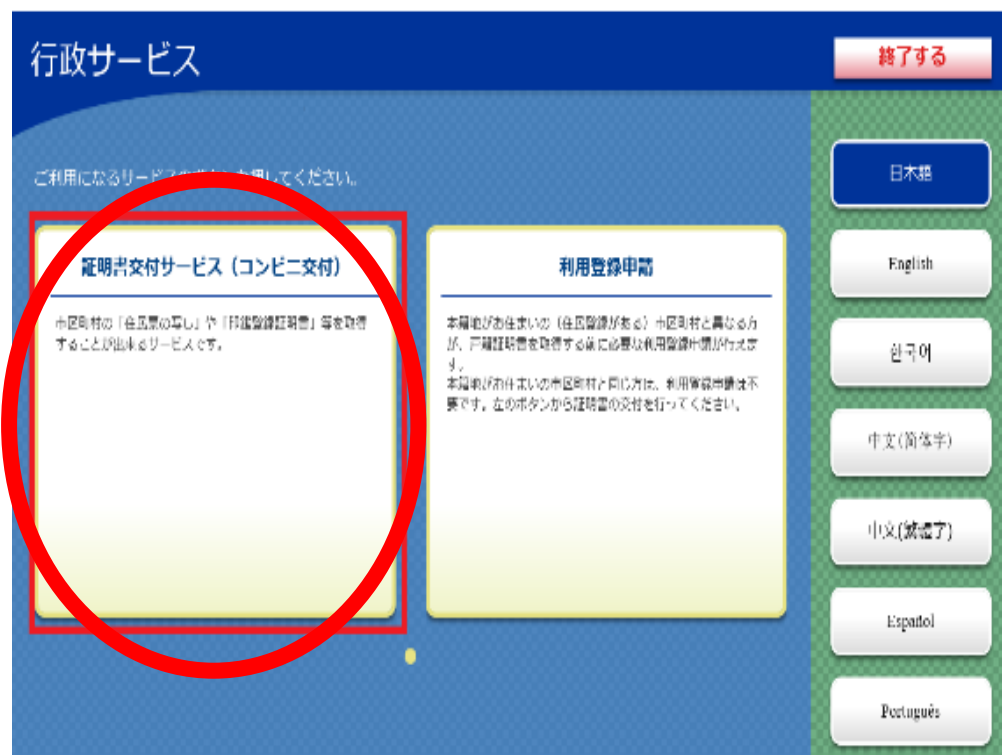 行政サービス
終了する
ご利用になるサービスのボタンを押してください。
証明書交付サービス（コンビニ交付）
市区町村の「住民票の写し」や「印鑑登録証明書」等を取得
することが出来るサービスです。
利用登録申請
本籍地がお住まいの（住民登録がある）市区町村と異なる方
が、戸籍証明書を取得する前に必要な利用登録申請が行えま
す。
本籍地がお住まいの市区町村と同じ方は、利用登録申請は不
要です。左のボタンから証明書の交付を行ってください。
日本語
English
한국어
中文(简体字)
中文(繁體字)
Español
Português